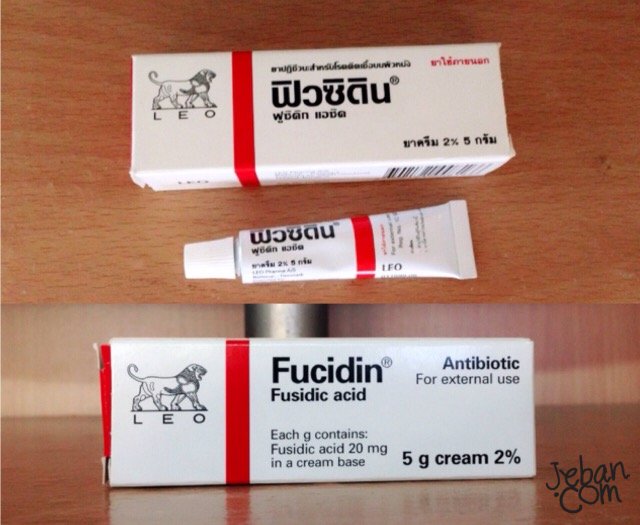 ยาปฏิชีวนะสำหรับโรคติดเชื้อบนผิวหนัง
ยาใช้ภายนอก
ฟิวซิดิน®
ฟูซิดิก แอซิด
LEO
ยาครีม 2% 5 กรัม
LEO
ฟิวซิดิน
ฟูซิดิก แอซิด
ยาครีม 2% 5 กรัม
LEO Pharma A/S
LEO
Fucidin®
Fusidic acid
Antibiotic
For external use
LEO
Each g contains:
Fusidic acid 20 mg
in a cream base
5 g cream 2%
Jeban.com